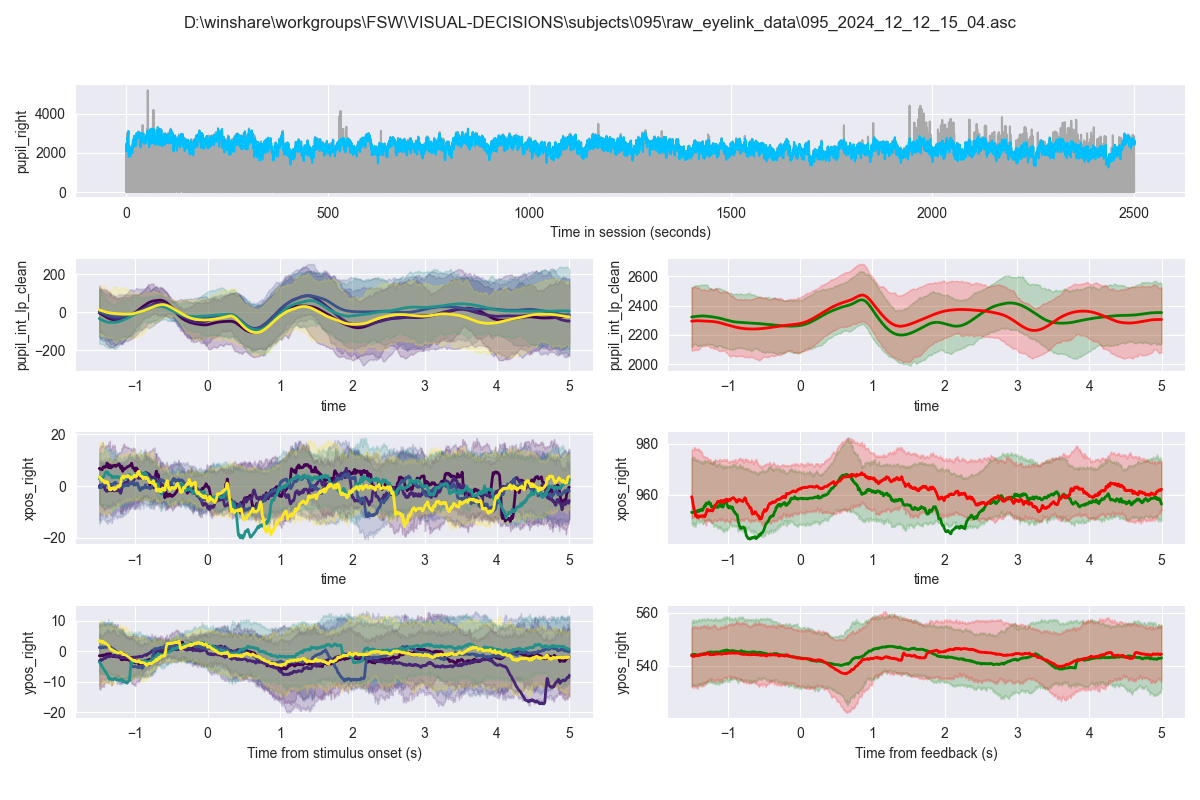 D:\winshare\workgroups\FSW\VISUAL-DECISIONS\subjects\095\raw_eyelink_data\095_2024_12_12_15_04.asc
pupil_right
4000
2000
0
0 500 1000 1500 2000 2500
Time in session (seconds)
pupil_int_lp_clean
200
0
−200
−1 0 1 2 3 4 5
time
pupil_int_lp_clean
2600
2400
2200
2000
−1 0 1 2 3 4 5
time
xpos_right
20
0
−20
−1 0 1 2 3 4 5
time
xpos_right
980
960
−1 0 1 2 3 4 5
time
ypos_right
10
0
−10
−20
−1 0 1 2 3 4 5
Time from stimulus onset (s)
ypos_right
560
540
−1 0 1 2 3 4 5
Time from feedback (s)